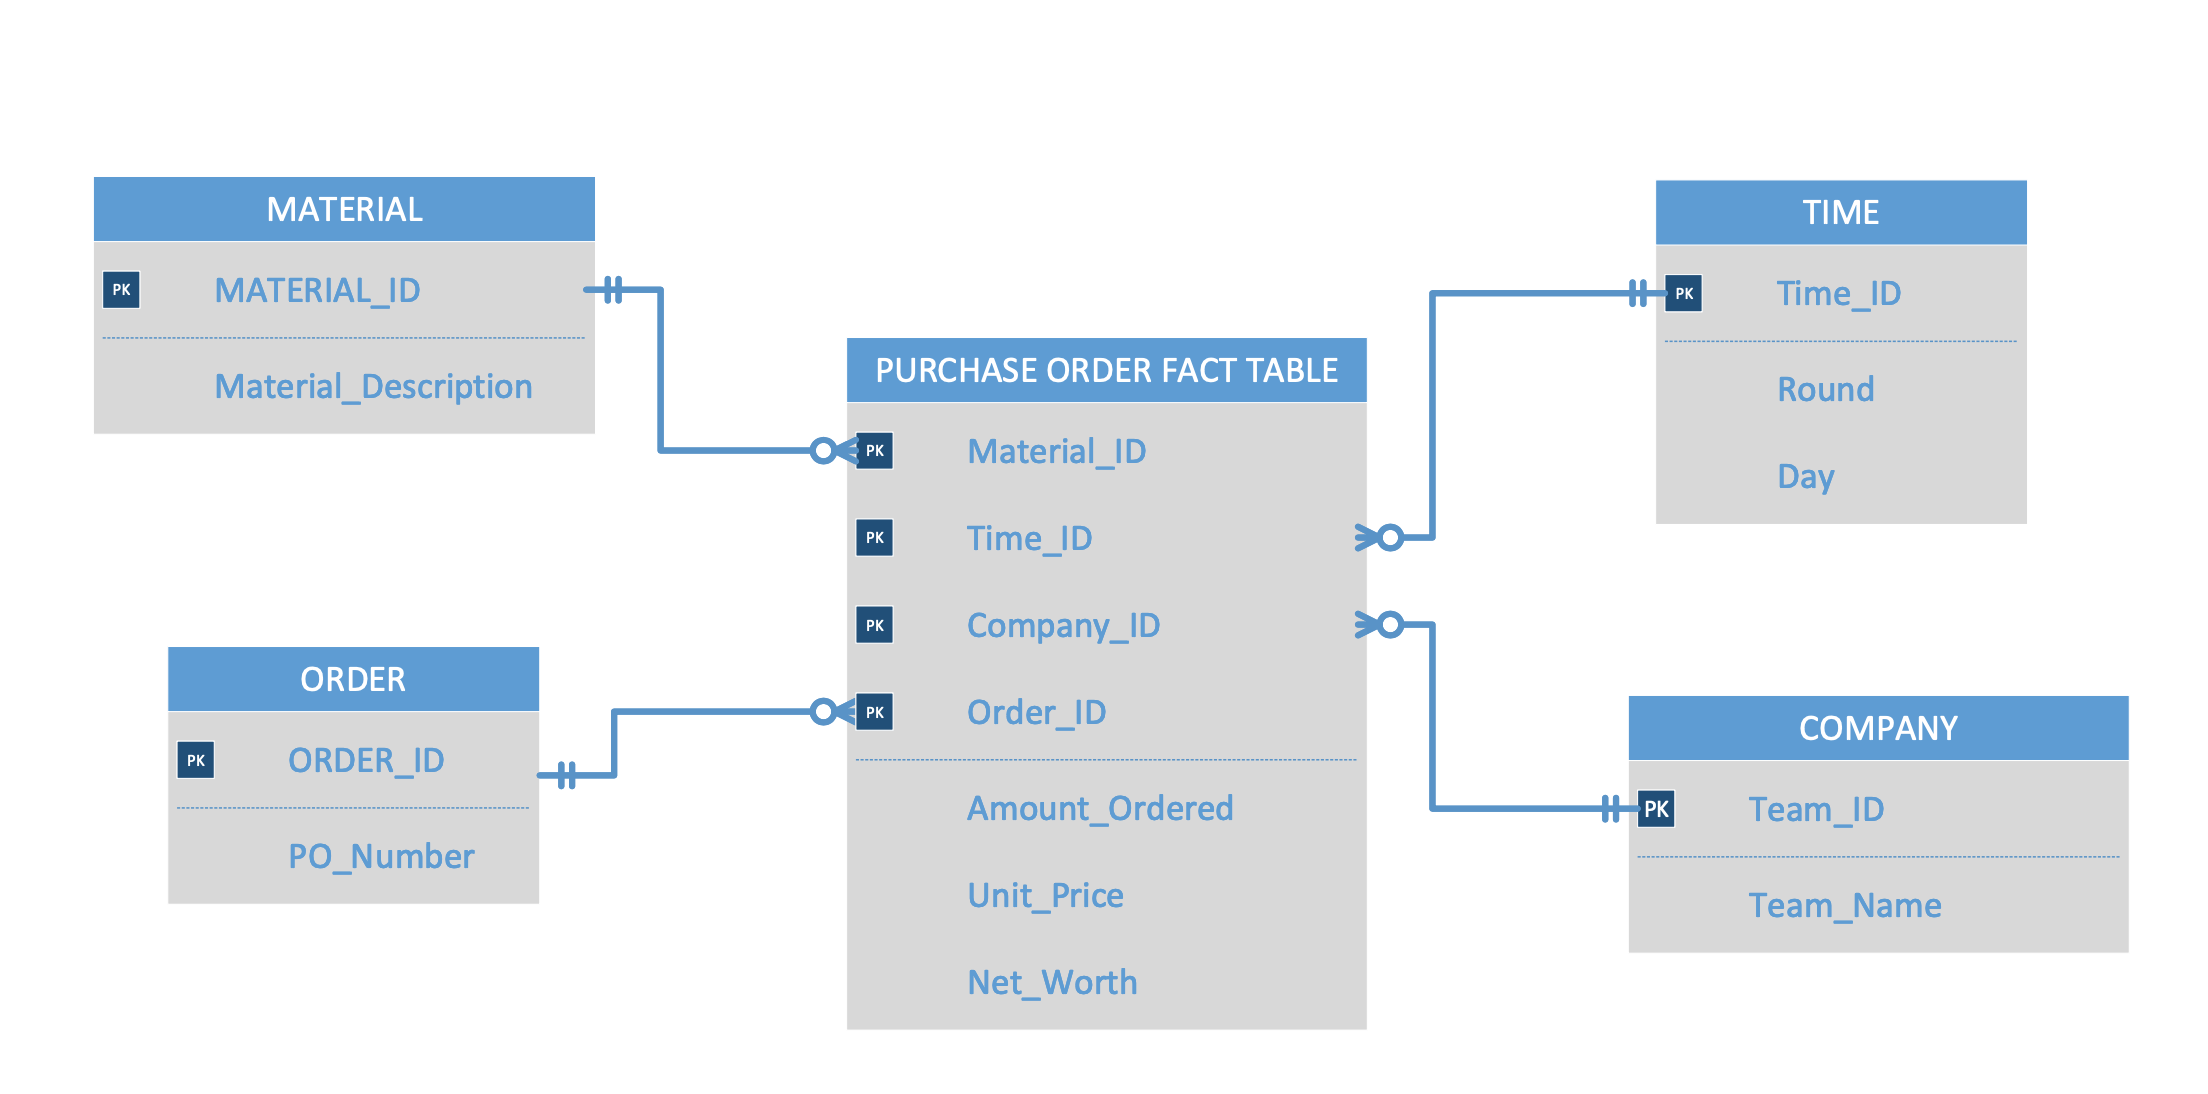 MATERIAL
PK MATERIAL_ID
Material_Description
ORDER
PK ORDER_ID
PO_Number
PURCHASE ORDER FACT TABLE
PK Material_ID
PK Time_ID
PK Company_ID
PK Order_ID
Amount_Ordered
Unit_Price
Net_Worth
TIME
PK Time_ID
Round
Day
COMPANY
PK Team_ID
Team_Name